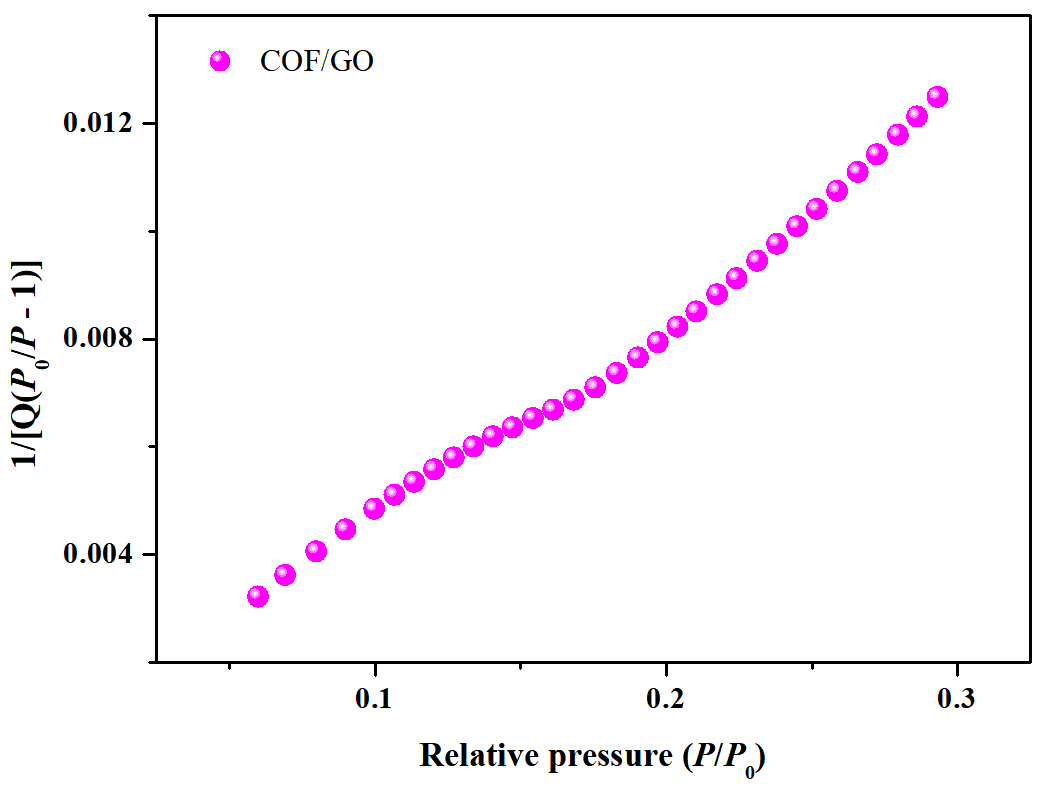 COF/GO
0.012
0.008
0.004
1/[Q(P₀/P - 1)]
0.1 0.2 0.3
Relative pressure (P/P₀)